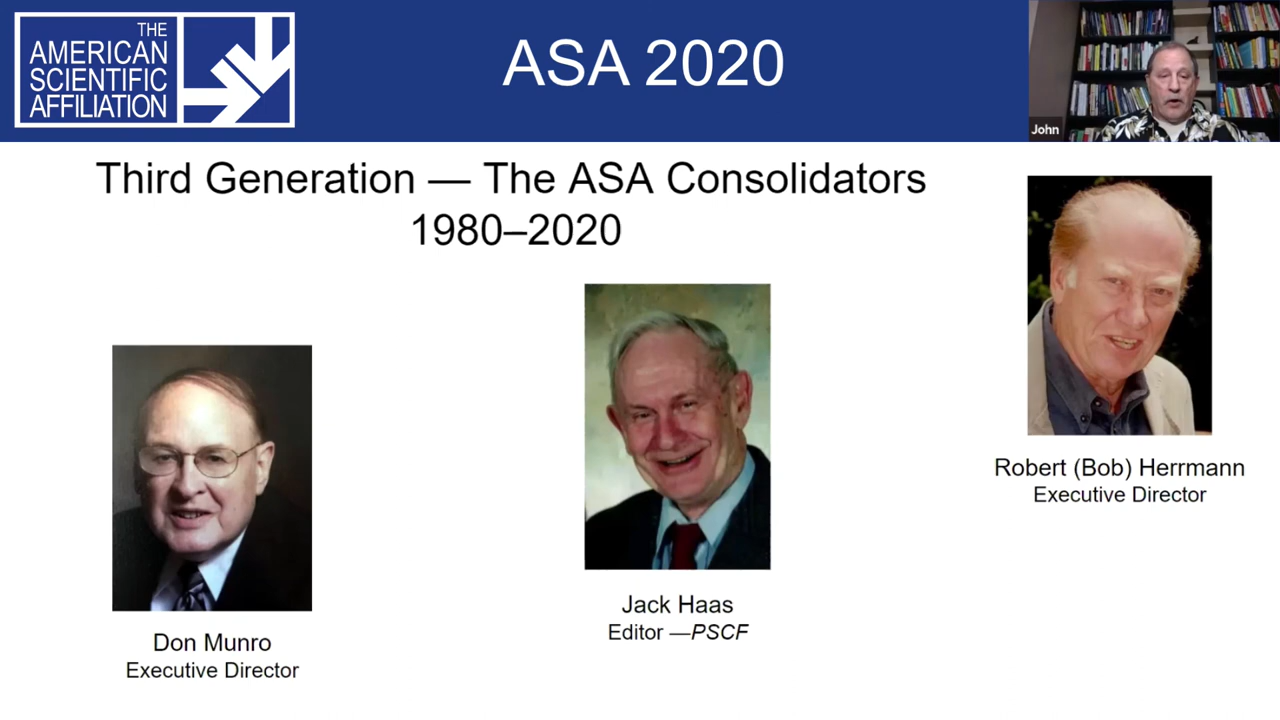 THE
AMERICAN
SCIENTIFIC
AFFILIATION
ASA 2020
John
Third Generation — The ASA Consolidators
1980–2020
Robert (Bob) Herrmann
Executive Director
Jack Haas
Editor —PSCF
Don Munro
Executive Director